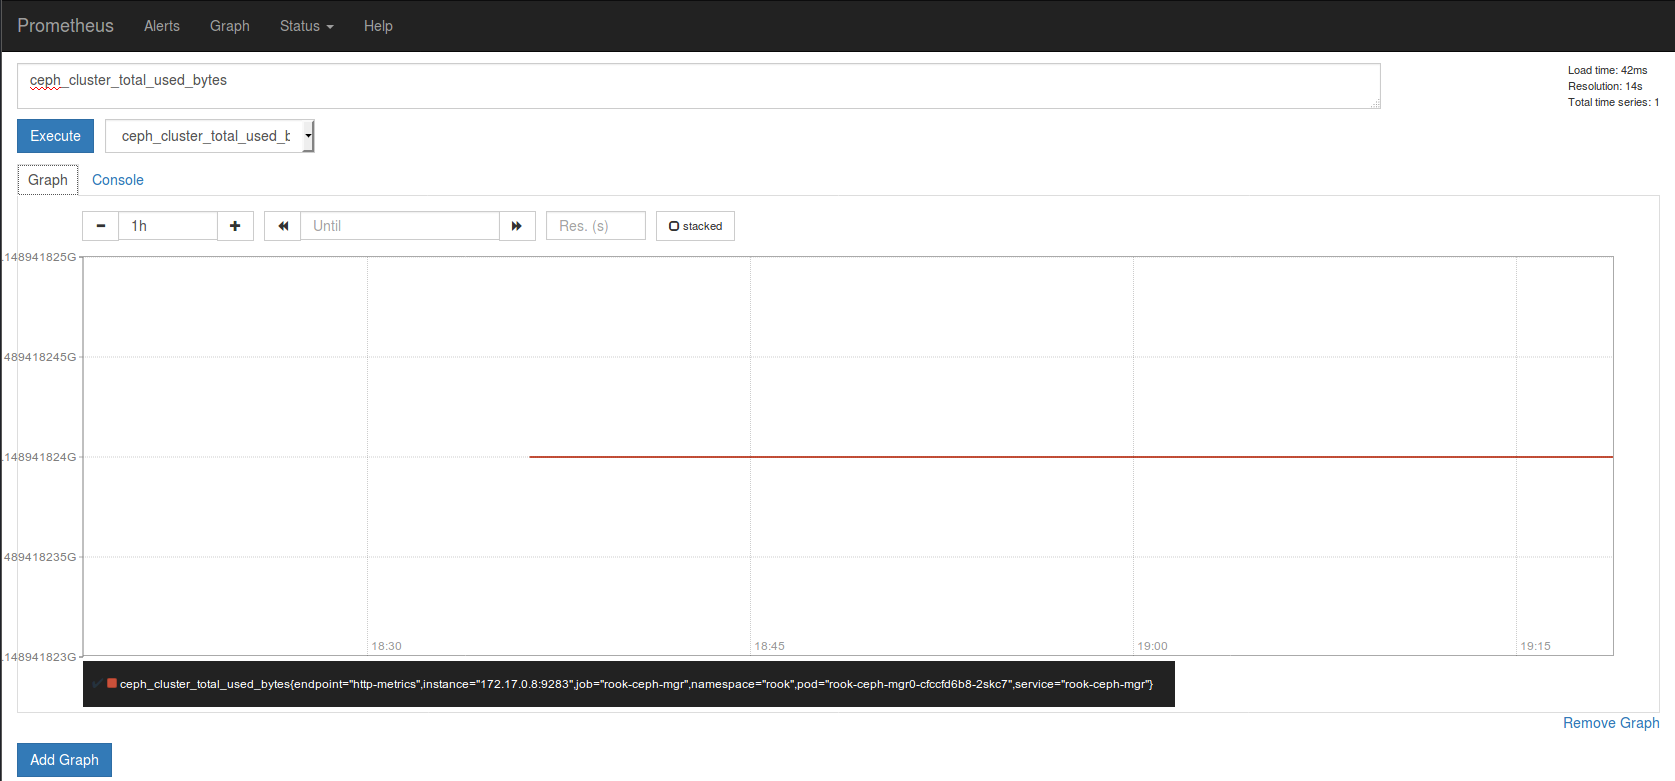 Prometheus Alerts Graph Status Help
ceph_cluster_total_used_bytes
Load time: 42ms
Resolution: 14s
Total time series: 1
Execute ceph_cluster_total_used_b
Graph Console
1h Until Res. (s) stacked
.148941825G
489418245G
.148941824G
489418235G
.148941823G
18:30 18:45 19:00 19:15
ceph_cluster_total_used_bytes{endpoint="http-metrics",instance="172.17.0.8:9283",job="rook-ceph-mgr",namespace="rook",pod="rook-ceph-mgr0-cfccfd6b8-2skc7",service="rook-ceph-mgr"}
Remove Graph
Add Graph